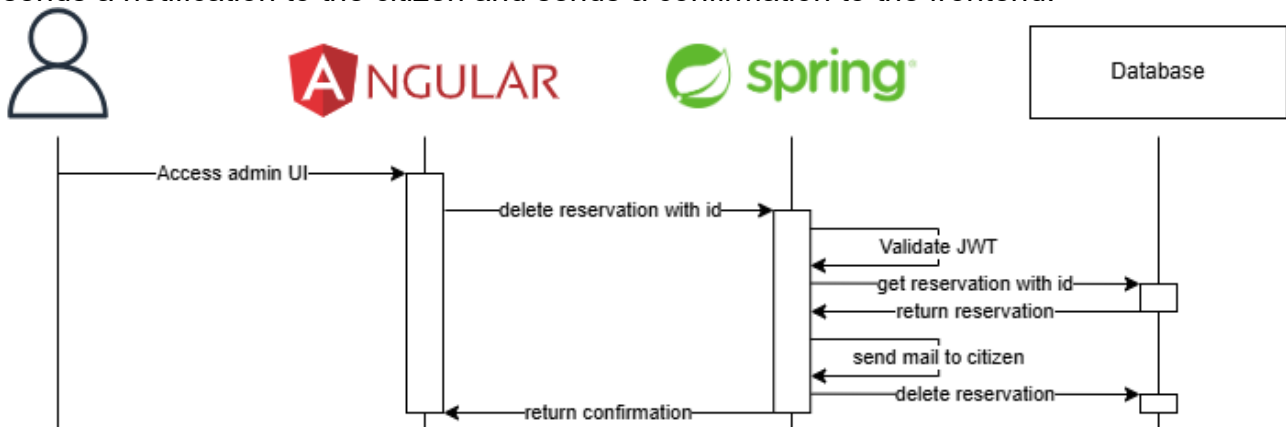 sends a notification to the citizen and sends a confirmation to the frontend.
ANGULAR
spring
Database
Access admin UI
delete reservation with id
Validate JWT
get reservation with id
return reservation
send mail to citizen
delete reservation
return confirmation